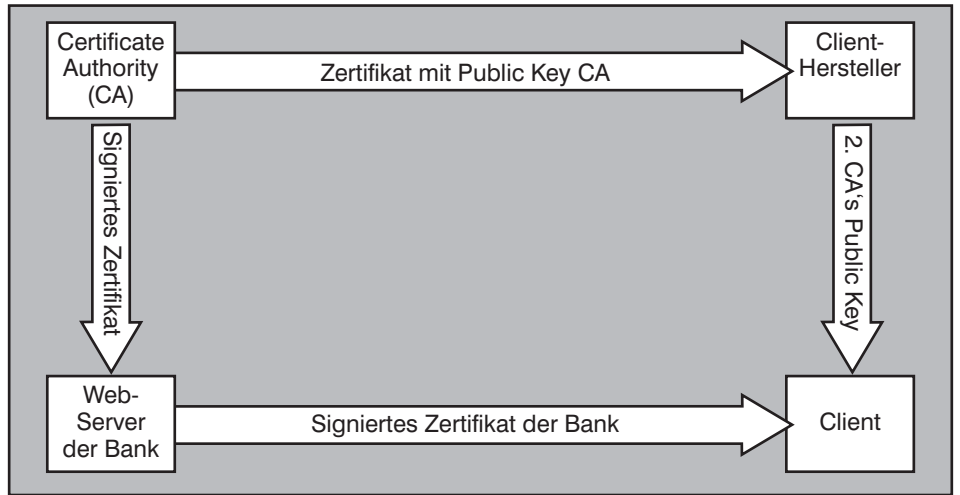 Certificate
Authority
(CA)
Zertifikat mit Public Key CA
Client-
Hersteller
Signiertes Zertifikat
2. CA‘s Public Key
Web-
Server
der Bank
Signiertes Zertifikat der Bank
Client